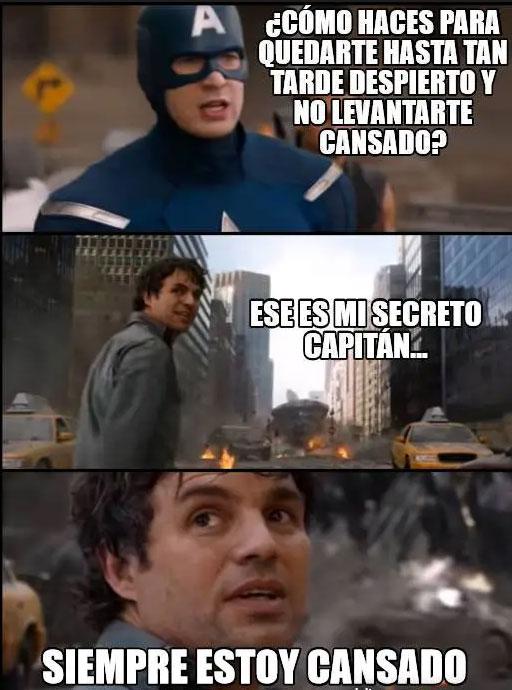 ¿CÓMO HACES PARA
QUEDARTE HASTA TAN
TARDE DESPIERTO Y
NO LEVANTARTE
CANSADO?
A
ESE ES MI SECRETO
CAPITÁN...
SIEMPRE ESTOY CANSADO